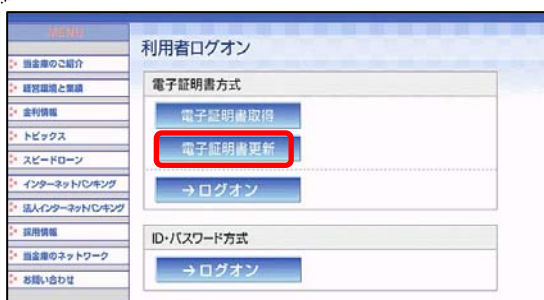 MENU
当金庫のご紹介
経営環境と業績
金利情報
トピックス
スピードローン
インターネットバンキング
法人インターネットバンキング
採用情報
当金庫のネットワーク
お問い合わせ
利用者ログオン
電子証明書方式
電子証明書取得
電子証明書更新
→ログオン
ID・パスワード方式
→ログオン